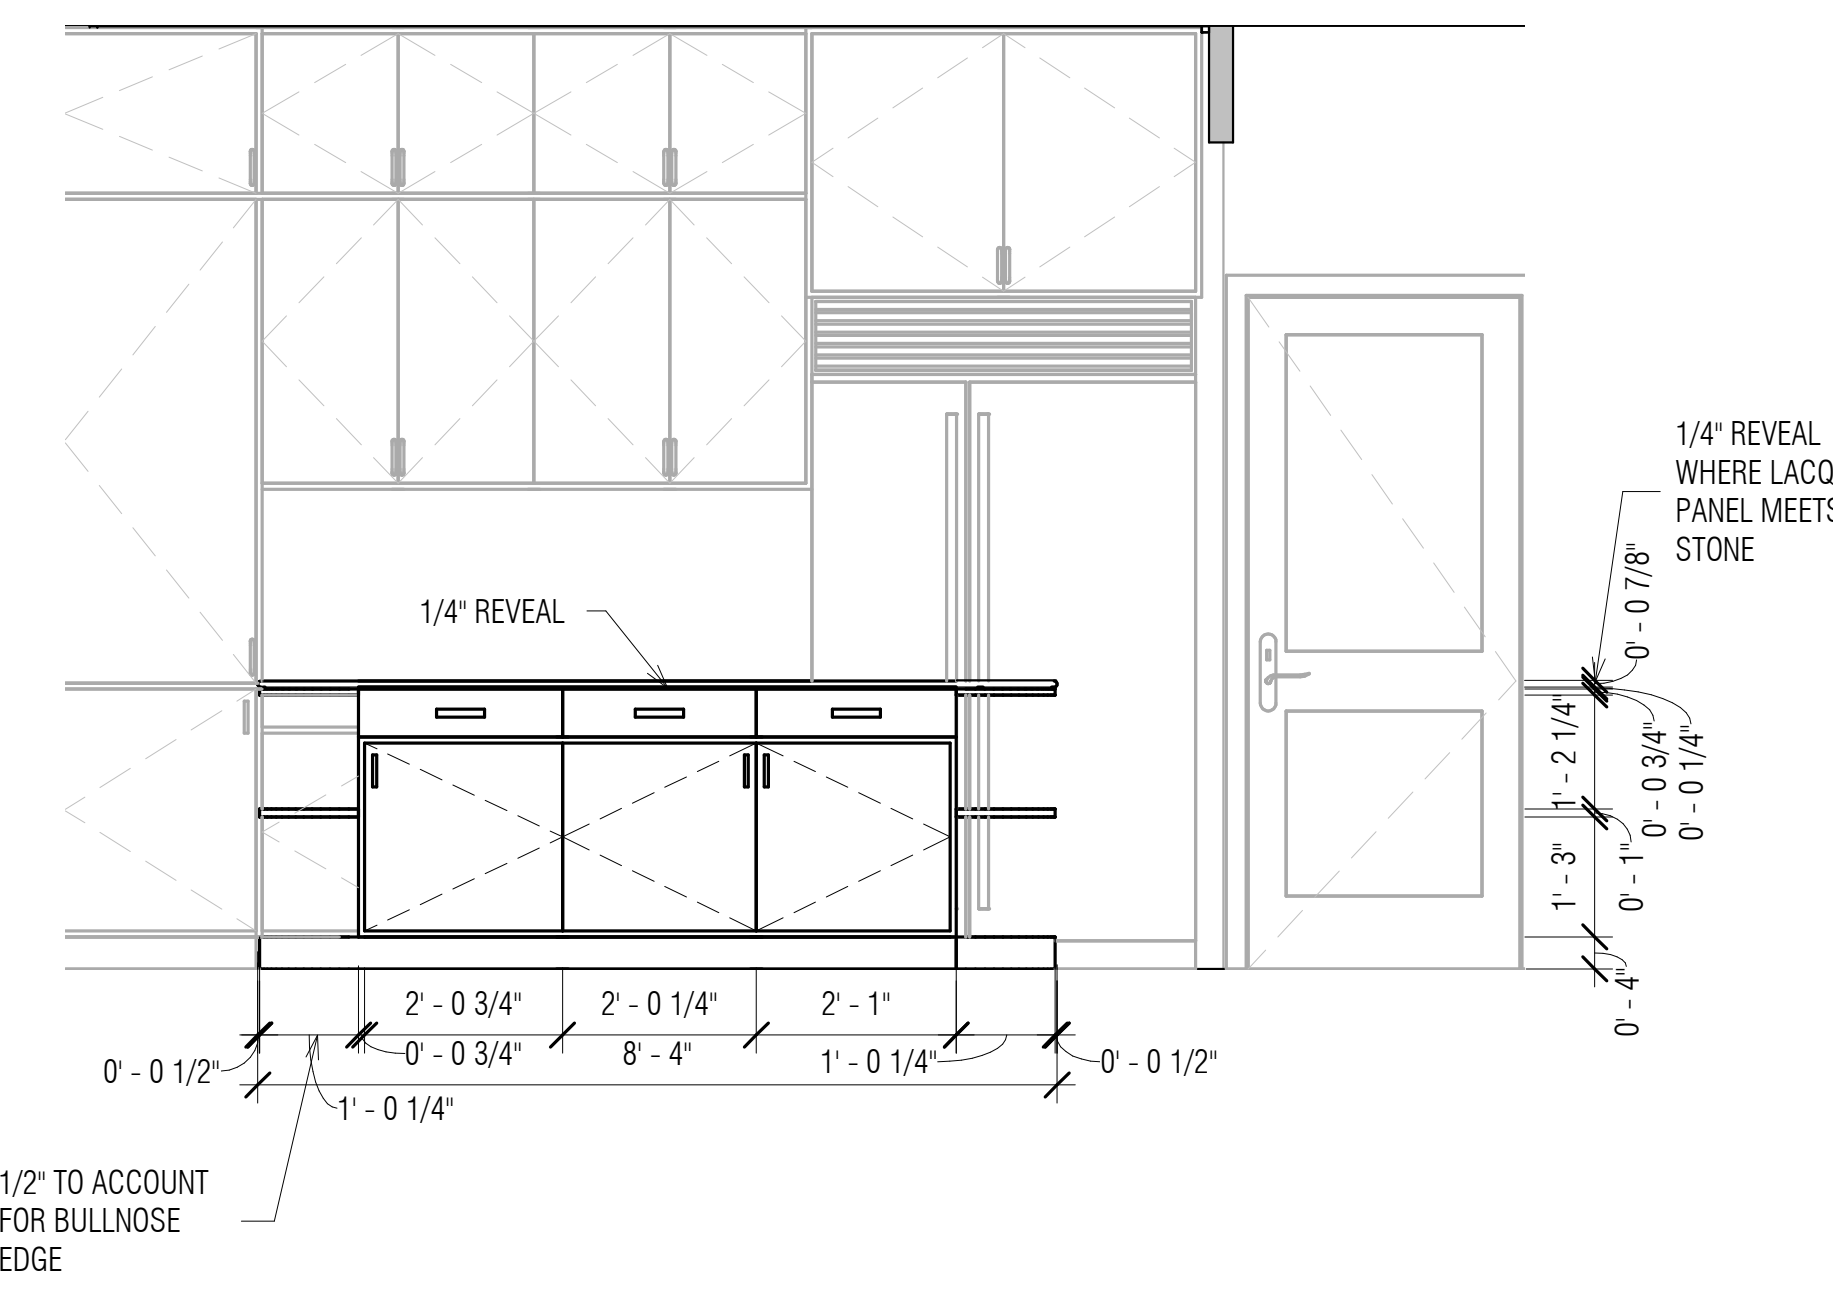 1/4" REVEAL
WHERE LACQ
PANEL MEETS
STONE
0' - 0 7/8"
1/4" REVEAL
1' - 2 1/4"
0' - 0 3/4"
0' - 0 1/4"
1' - 3"
0' - 1"
0' - 4"
2' - 0 3/4"
2' - 0 1/4"
2' - 1"
0' - 0 1/2"
0' - 0 3/4"
8' - 4"
1' - 0 1/4"
0' - 0 1/2"
1' - 0 1/4"
1/2" TO ACCOUNT
FOR BULLNOSE
EDGE